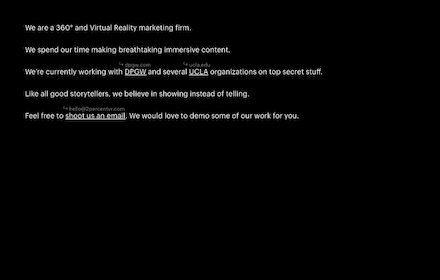 We are a 360° and Virtual Reality marketing firm.
We spend our time making breathtaking immersive content.
dpgw.com ucla.edu
We're currently working with DPGW and several UCLA organizations on top secret stuff.
Like all good storytellers, we believe in showing instead of telling.
hello@2percentvr.com
Feel free to shoot us an email. We would love to demo some of our work for you.